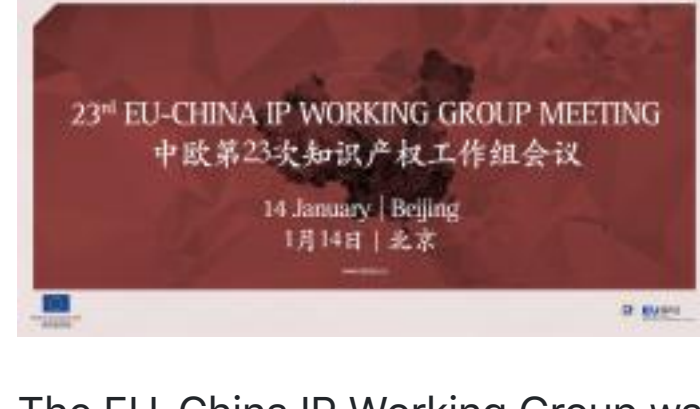 23rd EU-CHINA IP WORKING GROUP MEETING
中欧第23次知识产权工作组会议
14 January | Beijing
1月14日 | 北京
EU
The EU-China IP Working Group